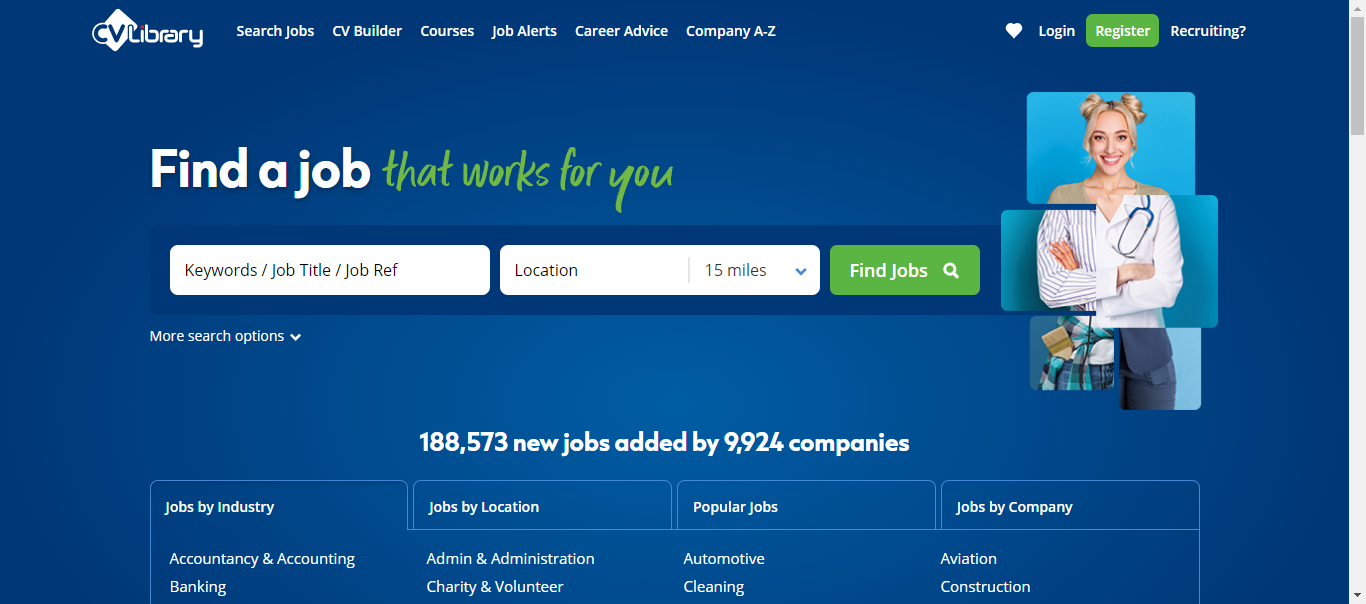 CVLibrary
Search Jobs CV Builder Courses Job Alerts Career Advice Company A-Z Login Register Recruiting?
Find a job that works for you
Keywords / Job Title / Job Ref Location 15 miles Find Jobs
More search options
188,573 new jobs added by 9,924 companies
Jobs by Industry Jobs by Location Popular Jobs Jobs by Company
Accountancy & Accounting Admin & Administration Automotive Aviation
Banking Charity & Volunteer Cleaning Construction